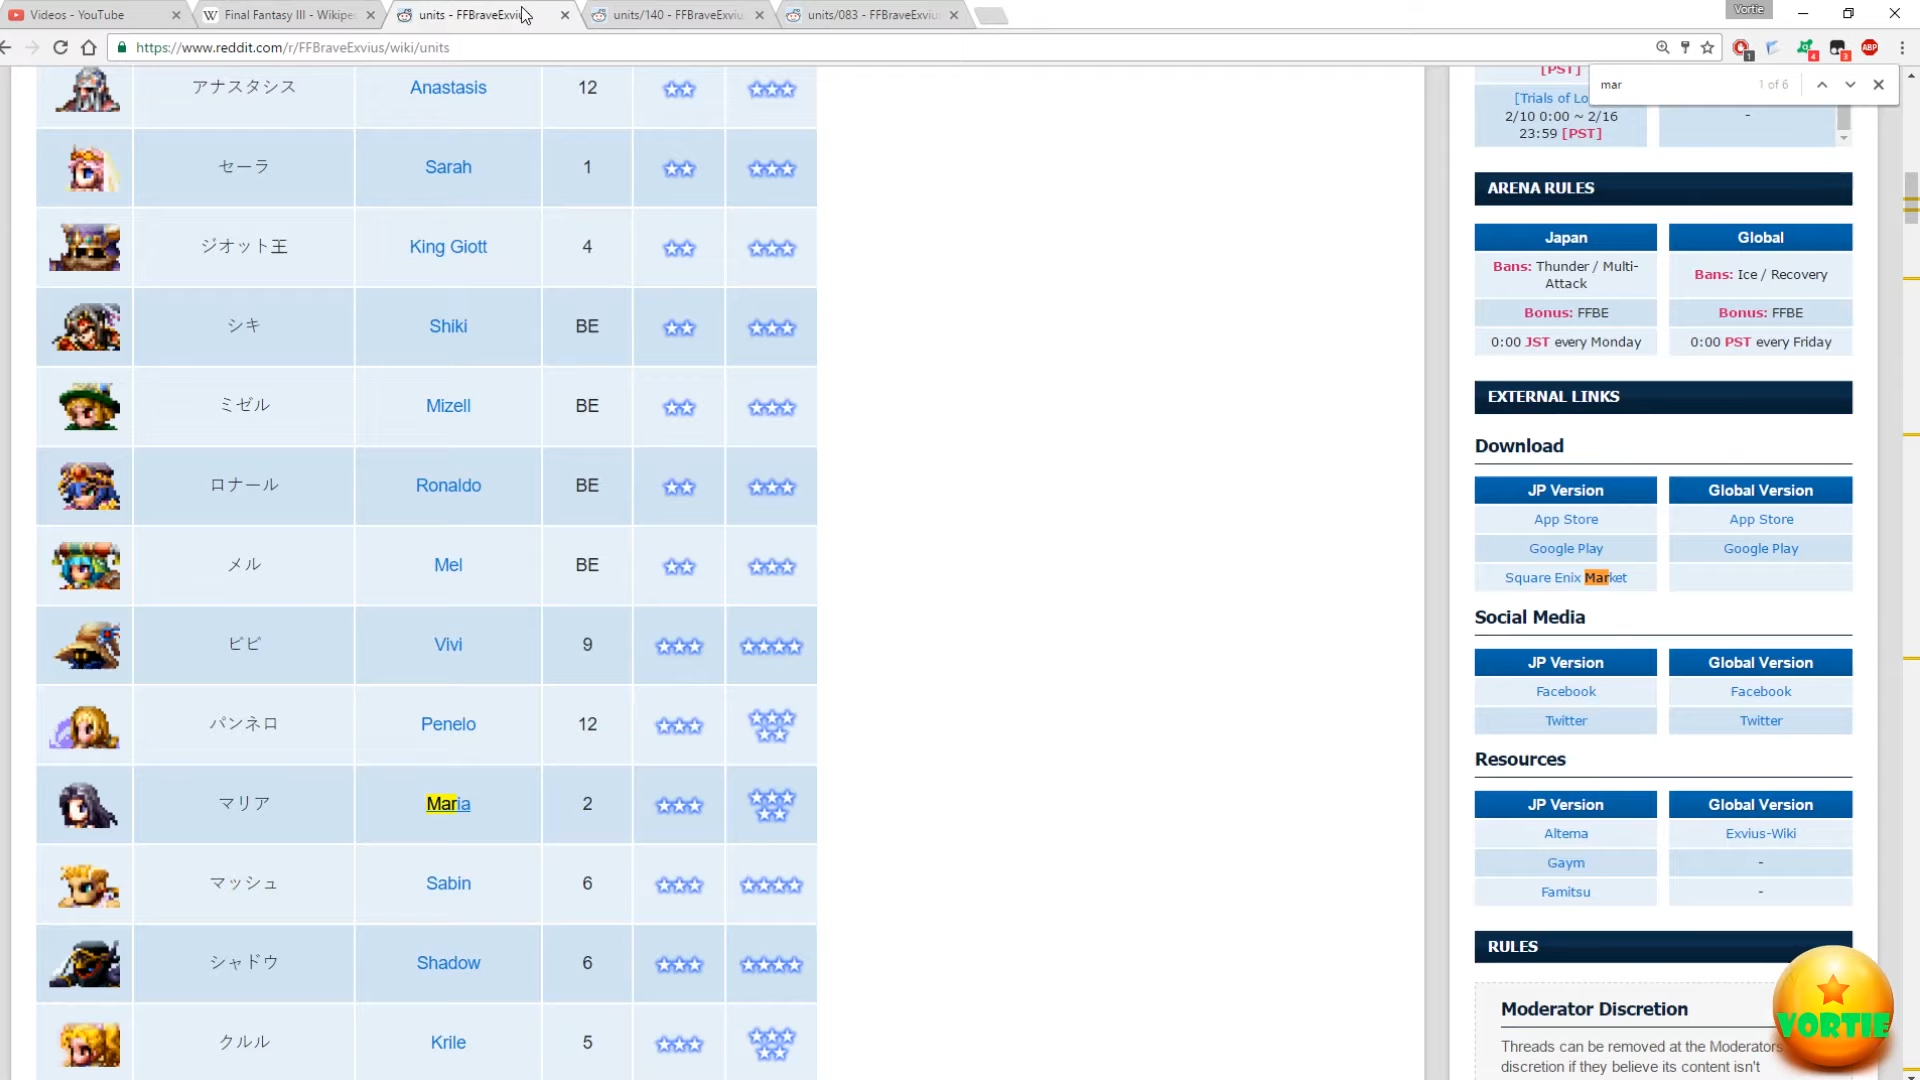 Videos - YouTube
Final Fantasy III - Wikipe
units - FFBraveExviu
units/140 - FFBraveExviu
units/083 - FFBraveExviu
Vortie
https://www.reddit.com/r/FFBraveExvius/wiki/units
mar 1 of 6
アナスタシス Anastasis 12
セーラ Sarah 1
ジオット王 King Giott 4
シキ Shiki BE
ミゼル Mizell BE
ロナール Ronaldo BE
メル Mel BE
ビビ Vivi 9
パンネロ Penelo 12
マリア Maria 2
マッシュ Sabin 6
シャドウ Shadow 6
クルル Krile 5
[PST]
[Trials of Lo
2/10 0:00 ~ 2/16
23:59 [PST]
-
ARENA RULES
Japan Global
Bans: Thunder / Multi-
Attack
Bans: Ice / Recovery
Bonus: FFBE Bonus: FFBE
0:00 JST every Monday 0:00 PST every Friday
EXTERNAL LINKS
Download
JP Version Global Version
App Store App Store
Google Play Google Play
Square Enix Market
Social Media
JP Version Global Version
Facebook Facebook
Twitter Twitter
Resources
JP Version Global Version
Altema Exvius-Wiki
Gaym -
Famitsu -
RULES
Moderator Discretion
Threads can be removed at the Moderators
discretion if they believe its content isn't
VORTIE
1
4
3
ABP